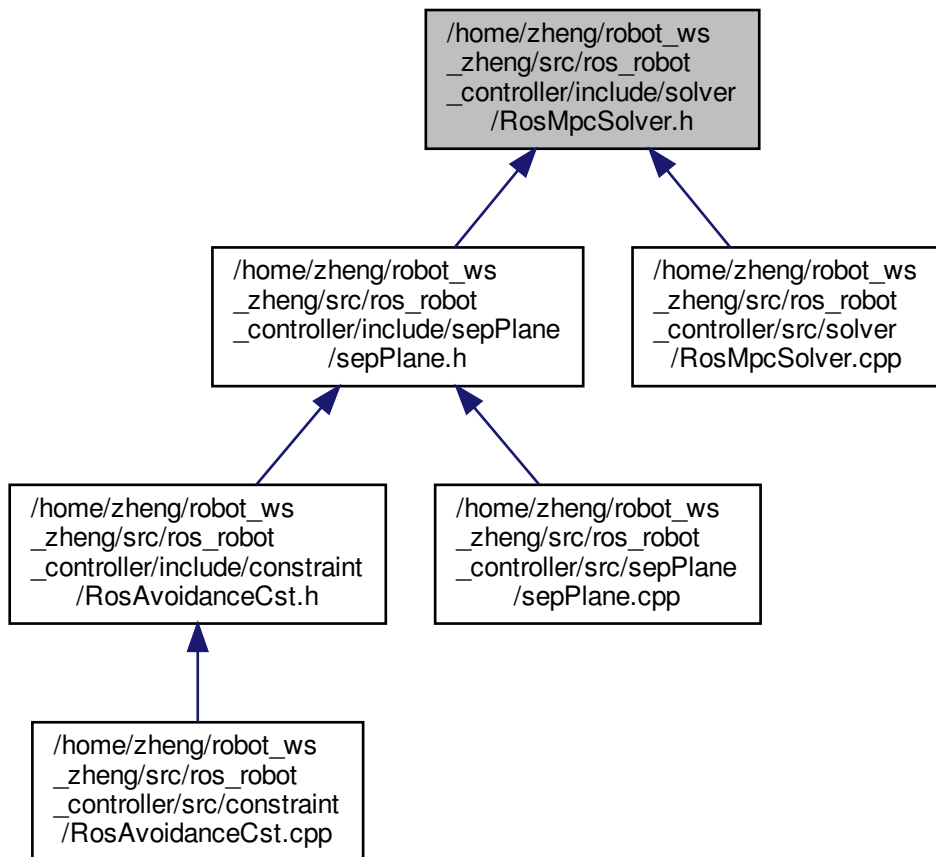 /home/zheng/robot_ws
_zheng/src/ros_robot
_controller/include/solver
/RosMpcSolver.h
/home/zheng/robot_ws
_zheng/src/ros_robot
_controller/include/sepPlane
/sepPlane.h
/home/zheng/robot_ws
_zheng/src/ros_robot
_controller/src/solver
/RosMpcSolver.cpp
/home/zheng/robot_ws
_zheng/src/ros_robot
_controller/include/constraint
/RosAvoidanceCst.h
/home/zheng/robot_ws
_zheng/src/ros_robot
_controller/src/sepPlane
/sepPlane.cpp
/home/zheng/robot_ws
_zheng/src/ros_robot
_controller/src/constraint
/RosAvoidanceCst.cpp